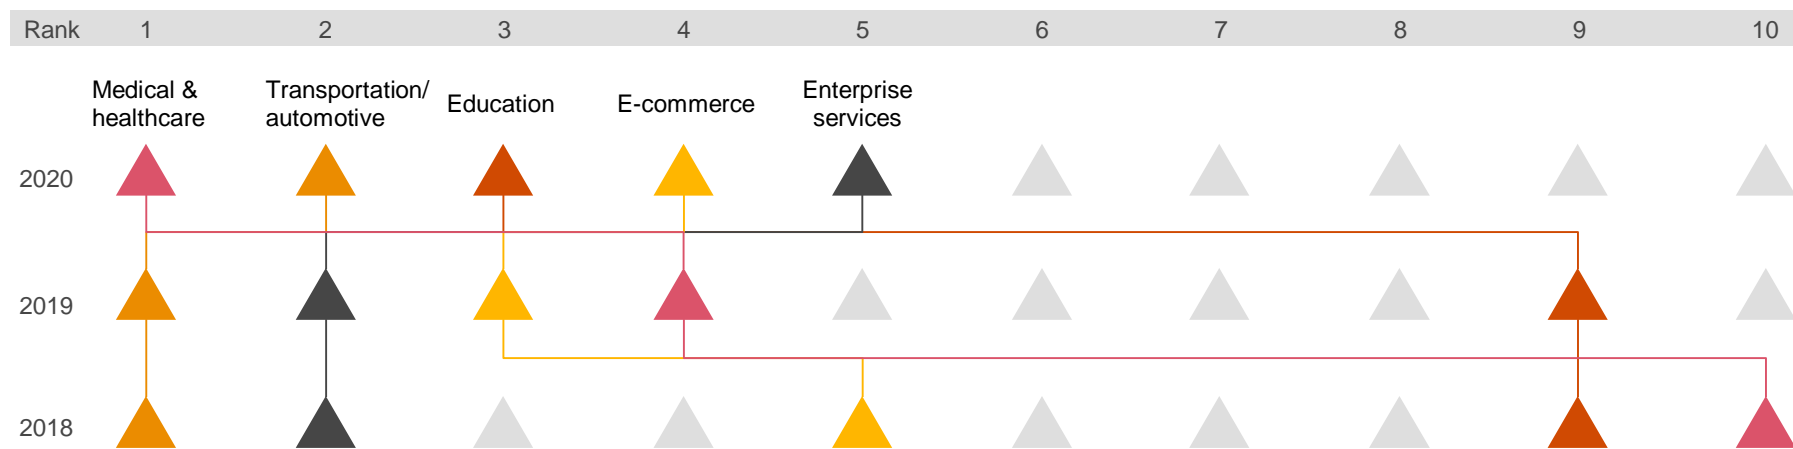 Rank 1 2 3 4 5 6 7 8 9 10
Medical &
healthcare
Transportation/
automotive
Education
E-commerce
Enterprise
services
2020
2019
2018